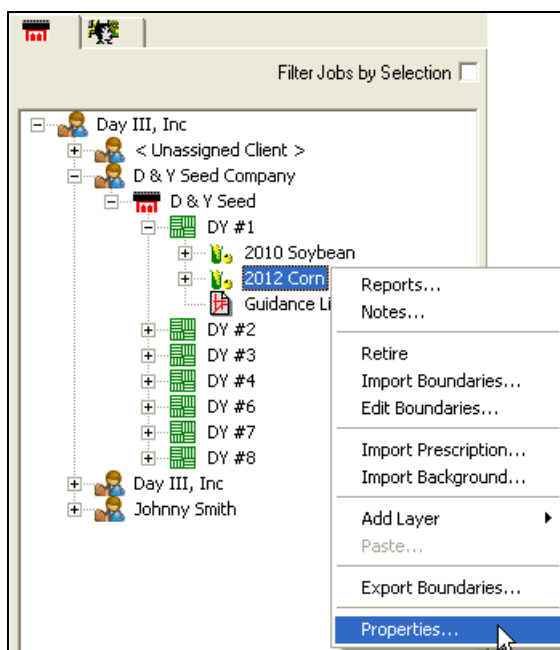 Filter Jobs by Selection
Day III, Inc
< Unassigned Client >
D & Y Seed Company
D & Y Seed
DY #1
2010 Soybean
2012 Corn
Guidance Li
DY #2
DY #3
DY #4
DY #6
DY #7
DY #8
Day III, Inc
Johnny Smith
Reports...
Notes...
Retire
Import Boundaries...
Edit Boundaries...
Import Prescription...
Import Background...
Add Layer
Paste...
Export Boundaries...
Properties...